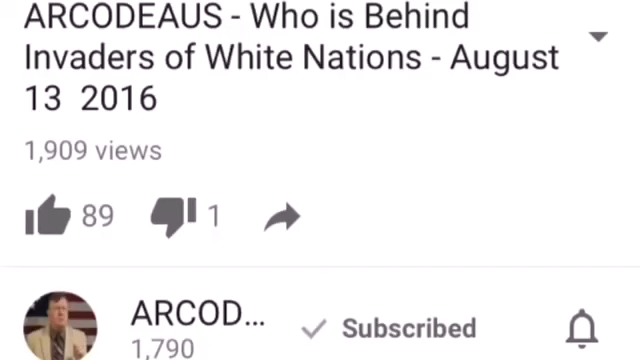 ARCODEAUS - Who is Behind
Invaders of White Nations - August
13 2016
1,909 views
89 1
ARCOD... Subscribed
1,790